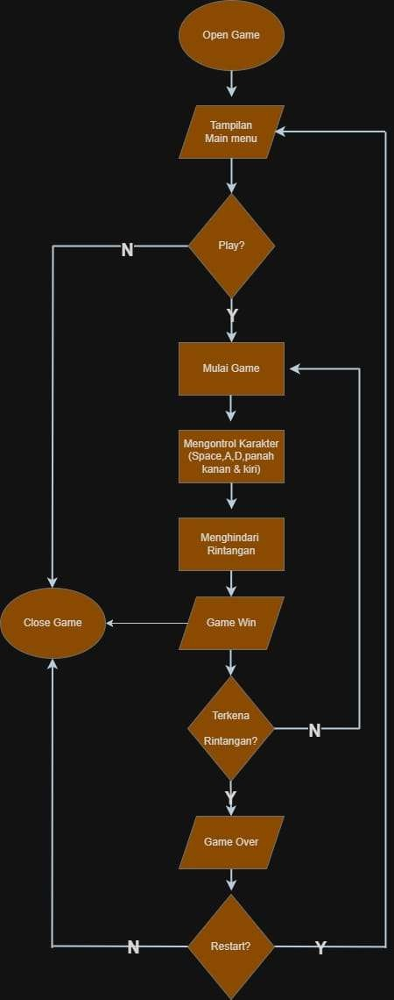 Open Game
Tampilan
Main menu
Play?
N
Y
Mulai Game
Mengontrol Karakter
(Space,A,D,panah
kanan & kiri)
Menghindari
Rintangan
Close Game
Game Win
Terkena
Rintangan?
N
Y
Game Over
Restart?
N
Y